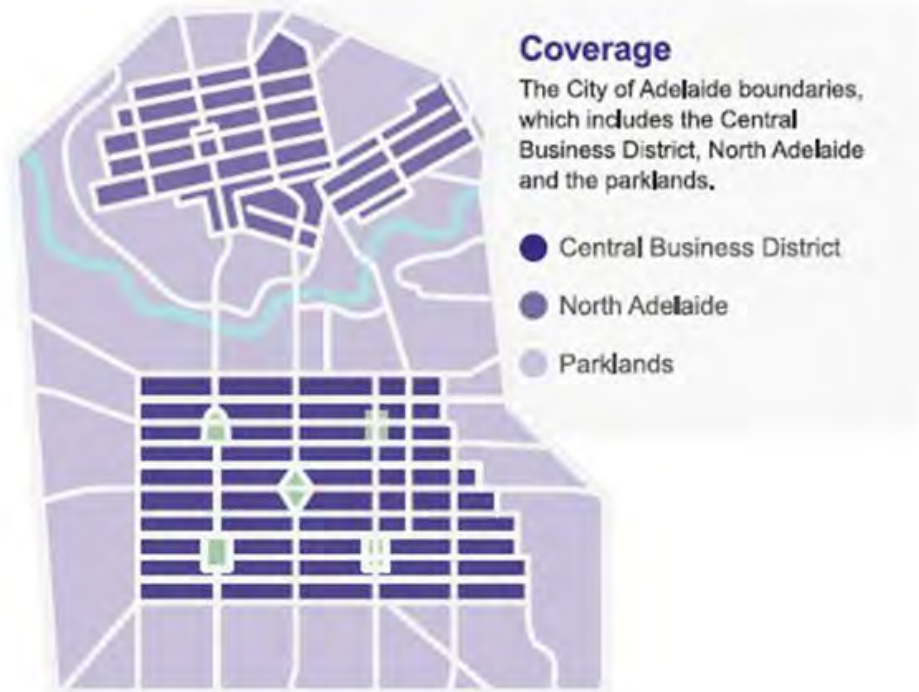 Coverage
The City of Adelaide boundaries,
which includes the Central
Business District, North Adelaide
and the parklands.
Central Business District
North Adelaide
Parklands